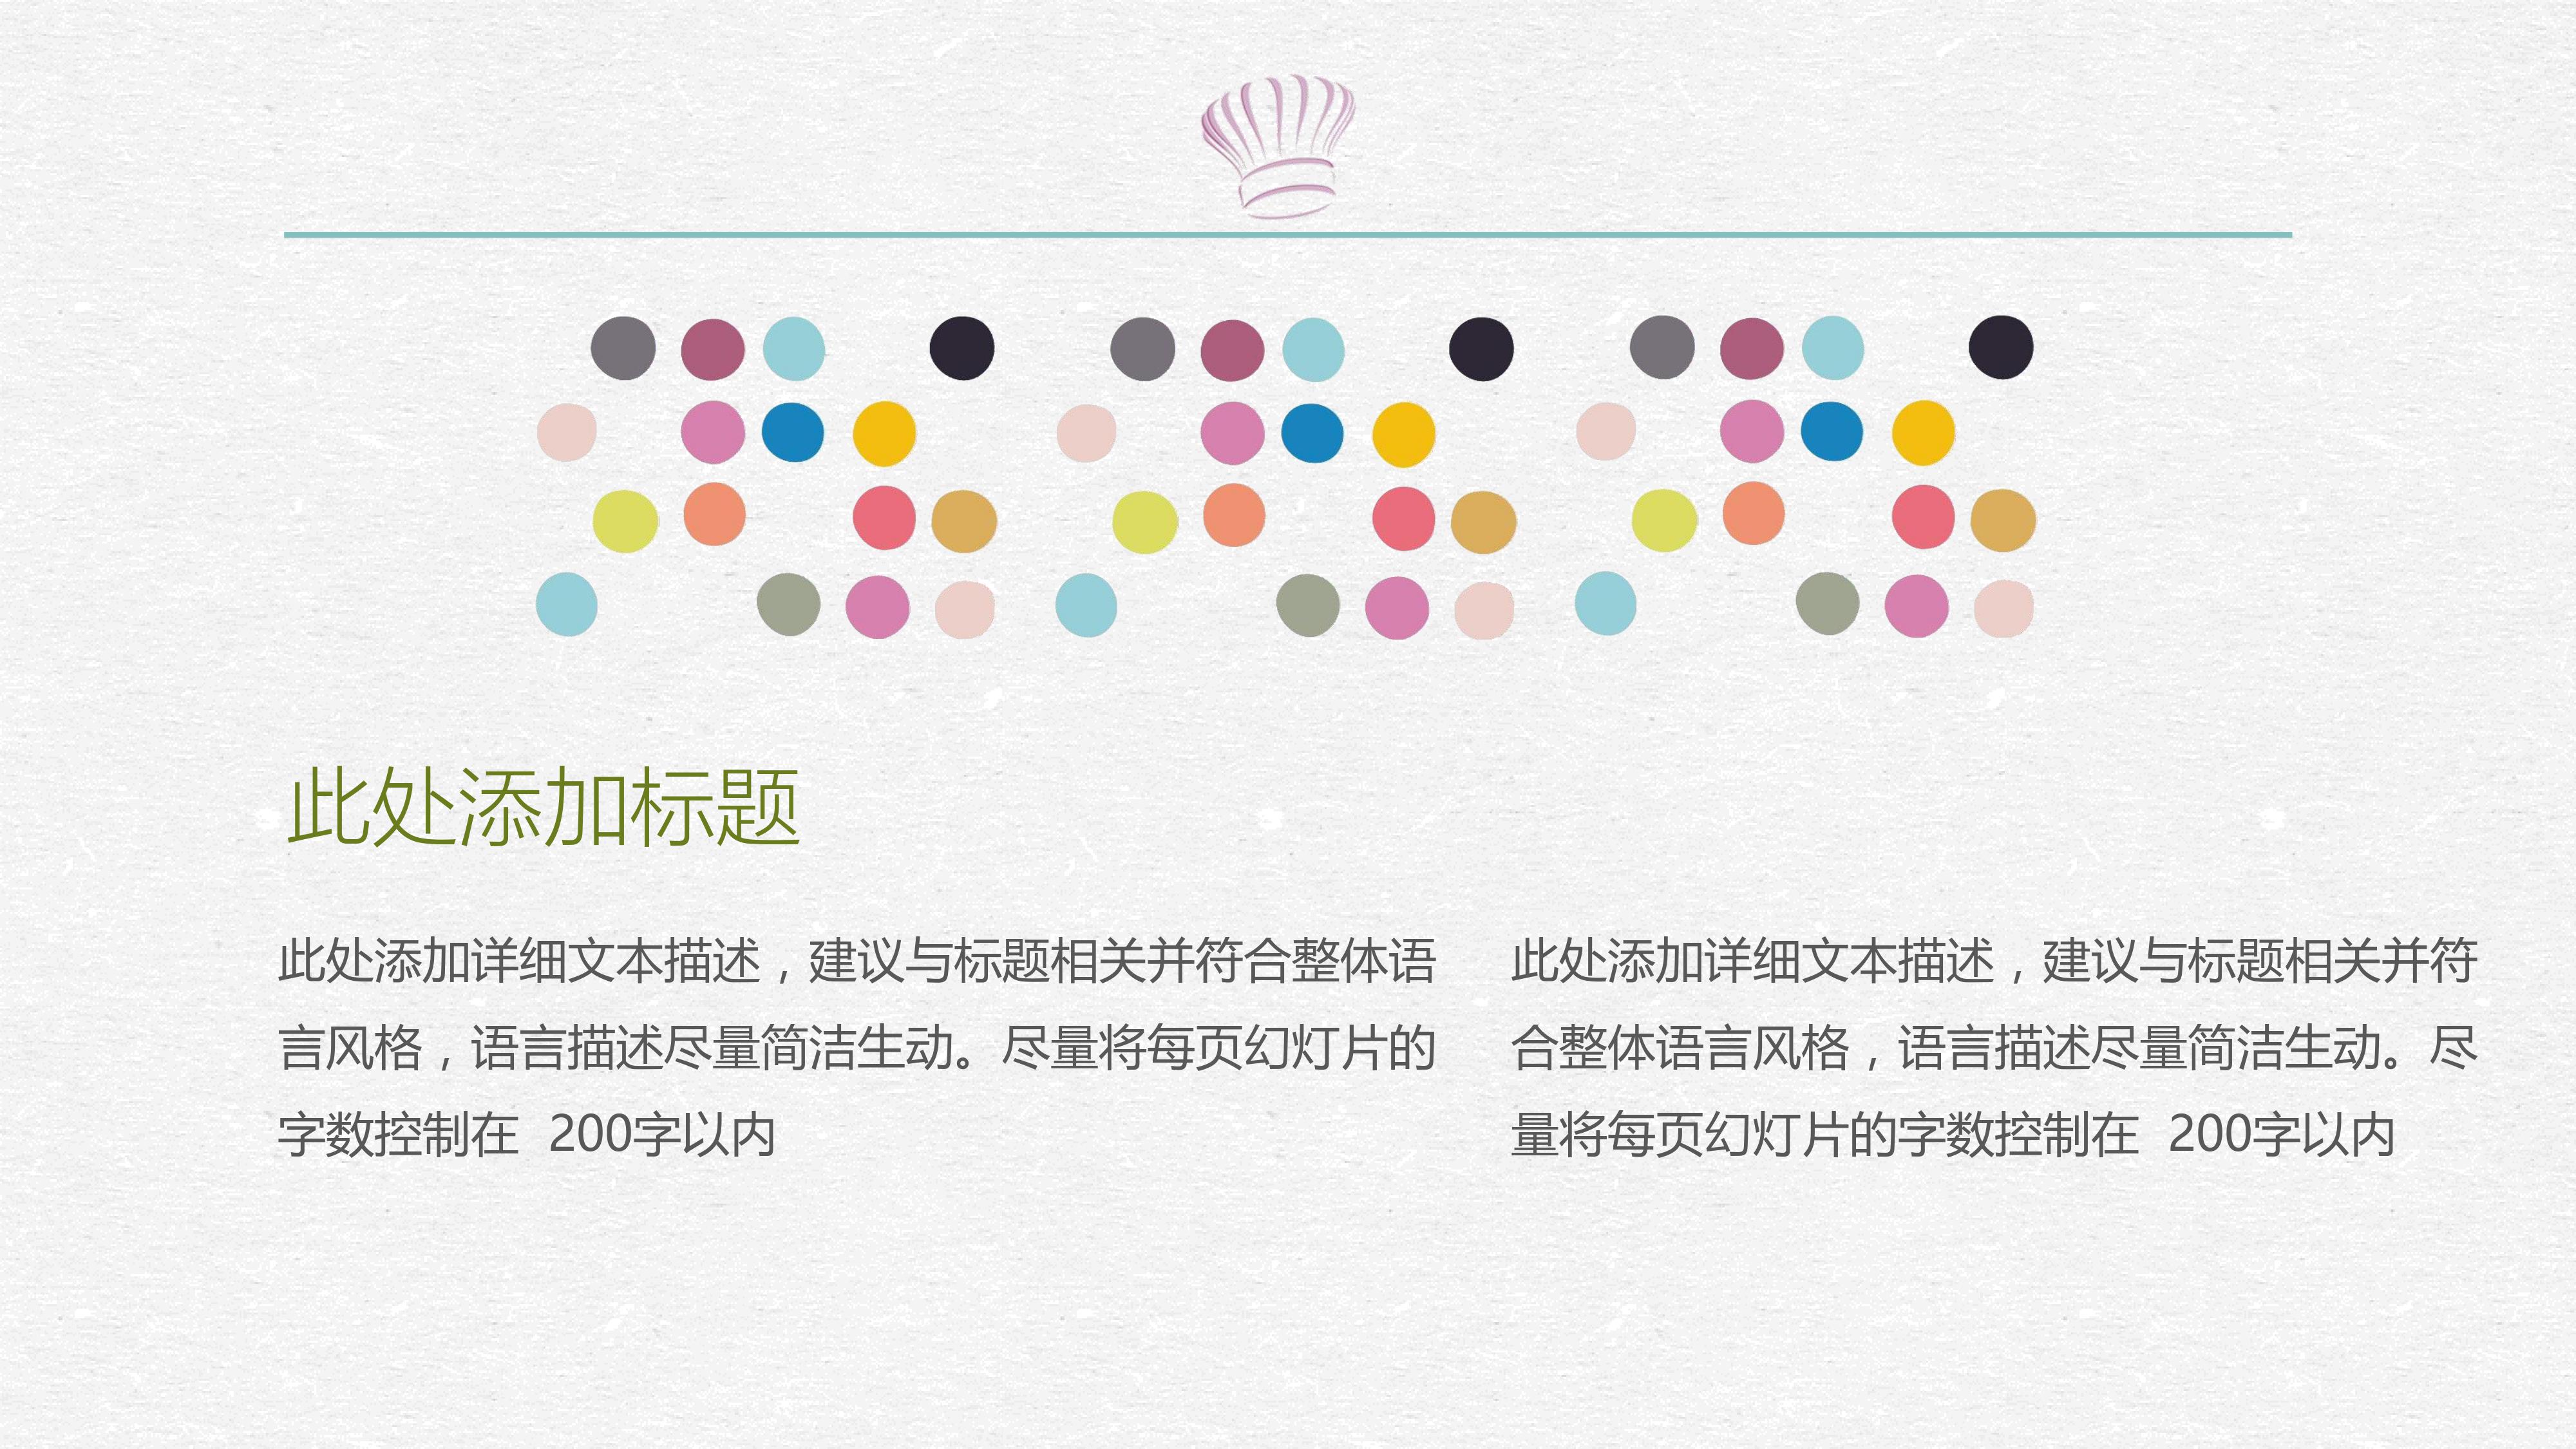 此处添加标题
此处添加详细文本描述，建议与标题相关并符合整体语
言风格，语言描述尽量简洁生动。尽量将每页幻灯片的
字数控制在 200字以内
此处添加详细文本描述，建议与标题相关并符
合整体语言风格，语言描述尽量简洁生动。尽
量将每页幻灯片的字数控制在 200字以内